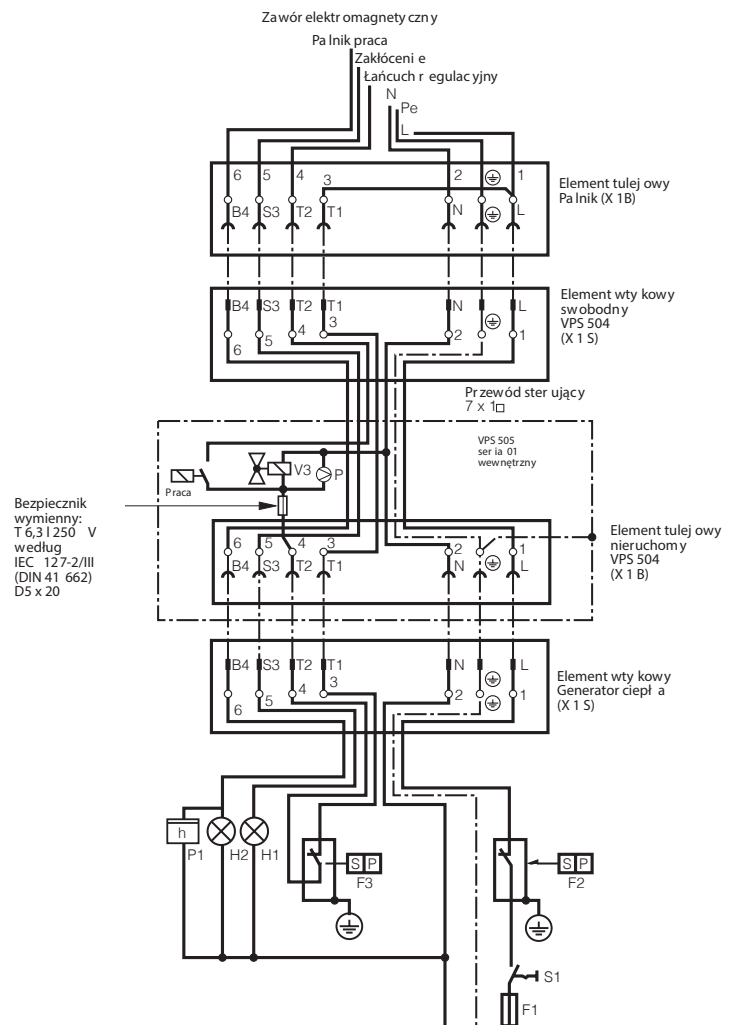 Zawór elektromagnetyczny
Palnik praca
Zakłócenie
Łańcuch regulacyjny
N
Pe
L
6 5 4 3 2 1
B4 S3 T2 T1 N L
Element tulejowy
Palnik (X 1B)
B4 S3 T2 T1 N L
6 5 4 3 2 1
Element wtykowy
swobodny
VPS 504
(X 1 S)
Przewód sterujący
7 x 1
VPS 505
seria 01
wewnętrzny
V3
P
Praca
Bezpiecznik
wymienny:
T 6,3 l 250 V
według
IEC 127-2/III
(DIN 41 662)
D5 x 20
6 5 4 3 2 1
B4 S3 T2 T1 N L
Element tulejowy
nieruchomy
VPS 504
(X 1 B)
B4 S3 T2 T1 N L
6 5 4 3 2 1
Element wtykowy
Generator ciepła
(X 1 S)
h
P1
H2
H1
S P
F3
S P
F2
S1
F1